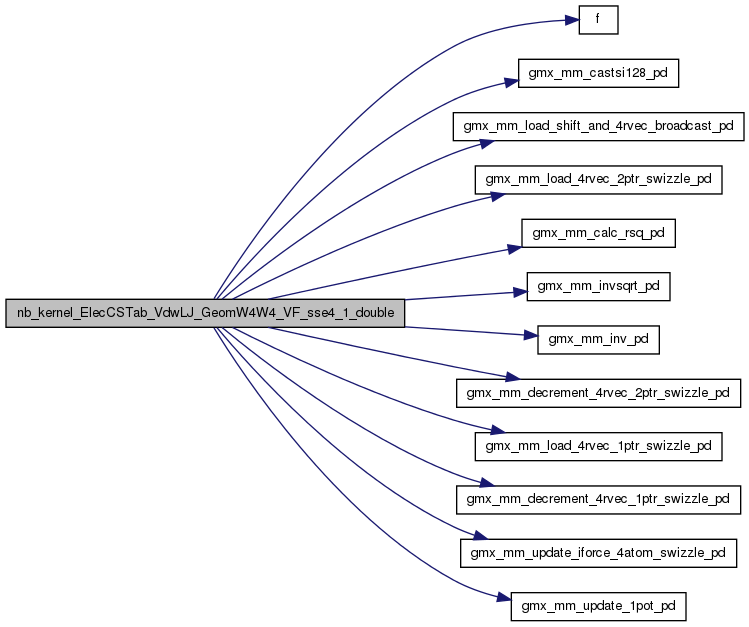 f
gmx_mm_castsi128_pd
gmx_mm_load_shift_and_4rvec_broadcast_pd
gmx_mm_load_4rvec_2ptr_swizzle_pd
gmx_mm_calc_rsq_pd
gmx_mm_invsqrt_pd
nb_kernel_ElecCSTab_VdwLJ_GeomW4W4_VF_sse4_1_double
gmx_mm_inv_pd
gmx_mm_decrement_4rvec_2ptr_swizzle_pd
gmx_mm_load_4rvec_1ptr_swizzle_pd
gmx_mm_decrement_4rvec_1ptr_swizzle_pd
gmx_mm_update_iforce_4atom_swizzle_pd
gmx_mm_update_1pot_pd